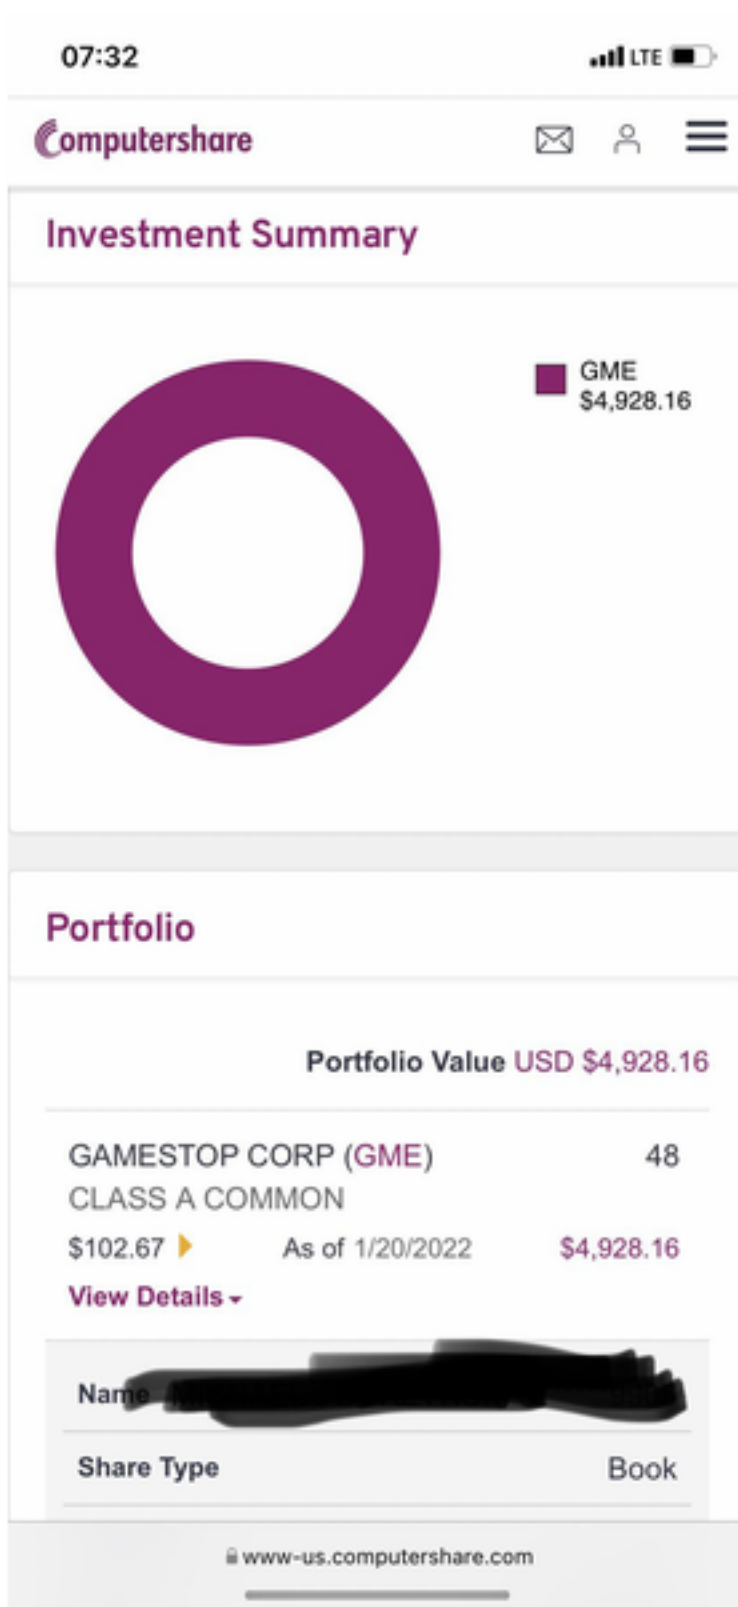 07:32 LTE
Computershare
Investment Summary
GME
$4,928.16
Portfolio
Portfolio Value USD $4,928.16
GAMESTOP CORP (GME) 48
CLASS A COMMON
$102.67 As of 1/20/2022 $4,928.16
View Details
Name
Share Type Book
www-us.computershare.com